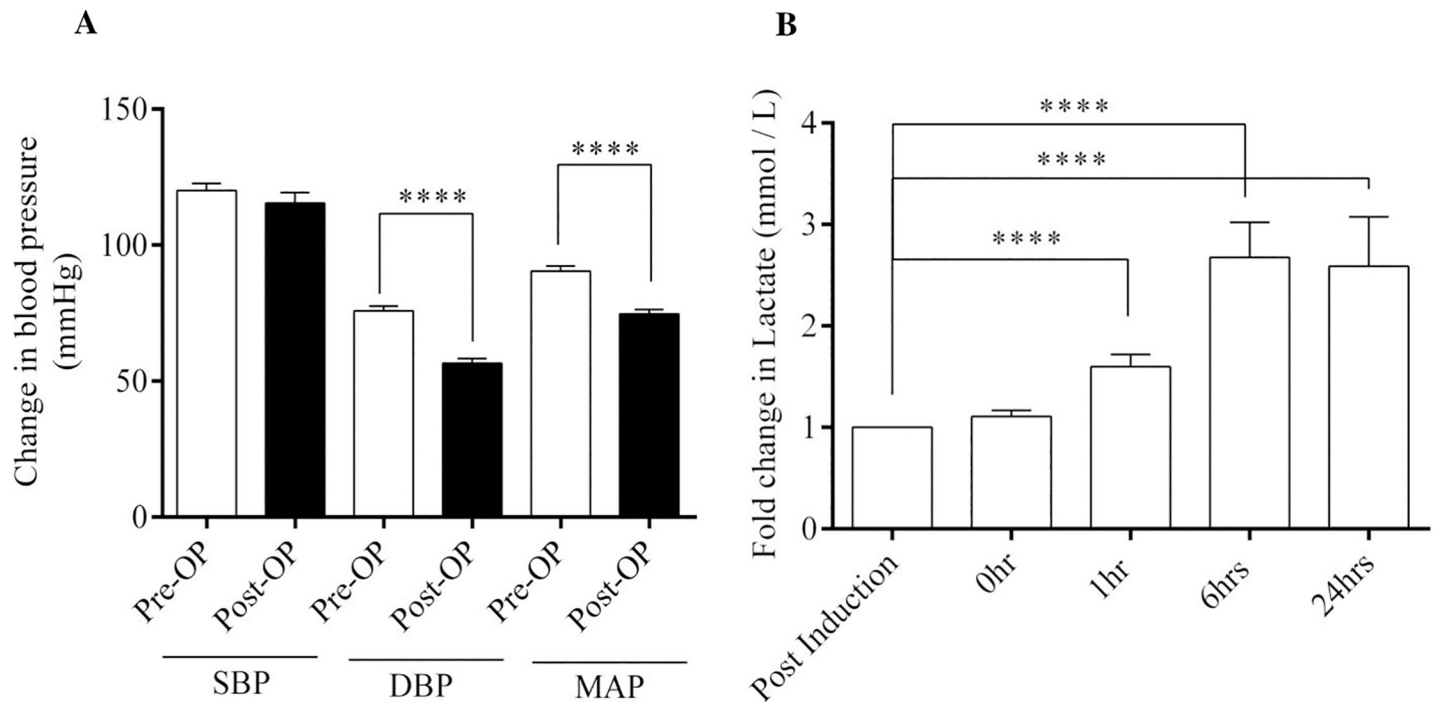 A
Change in blood pressure
(mmHg)
150
100
50
0
****
****
Pre-OP
Post-OP
Pre-OP
Post-OP
Pre-OP
Post-OP
SBP
DBP
MAP
B
Fold change in Lactate (mmol / L)
4
3
2
1
0
****
****
****
Post Induction
0hr
1hr
6hrs
24hrs